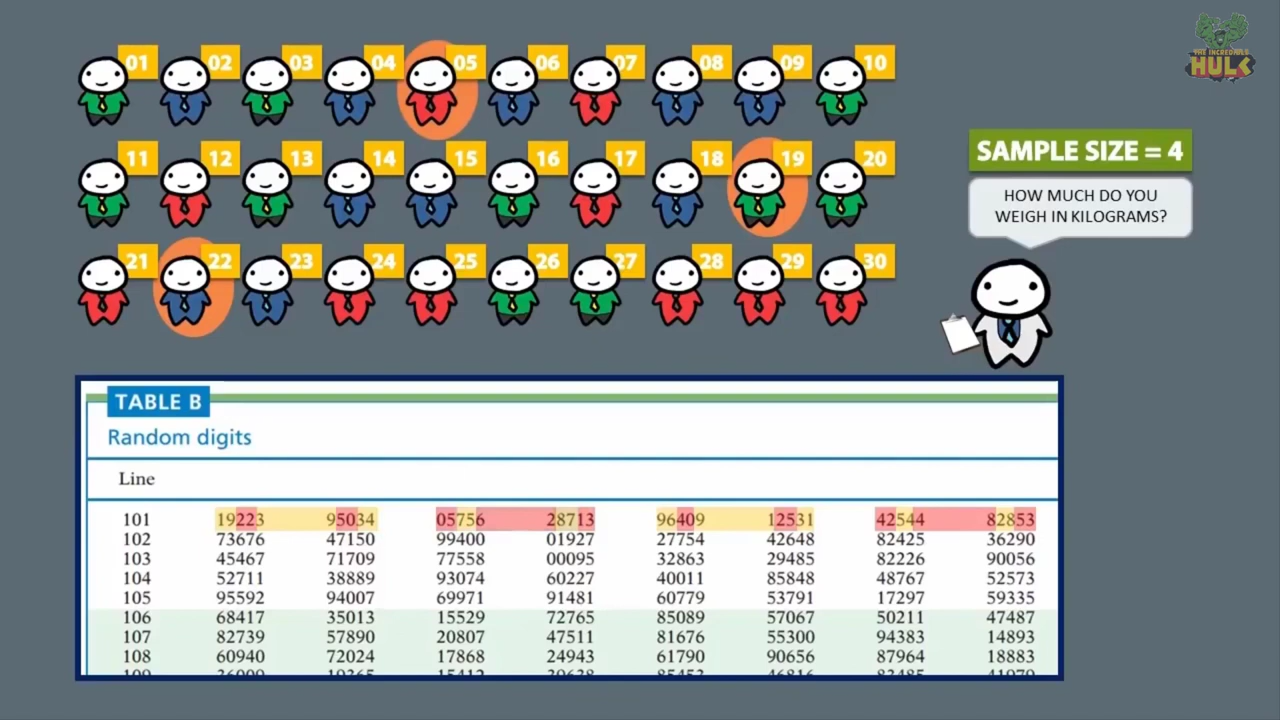 THE INCREDIBLE
HULK
01 02 03 04 05 06 07 08 09 10
11 12 13 14 15 16 17 18 19 20
21 22 23 24 25 26 27 28 29 30
SAMPLE SIZE = 4
HOW MUCH DO YOU
WEIGH IN KILOGRAMS?
TABLE B
Random digits
Line
101 19223 95034 05756 28713 96409 12531 42544 82853
102 73676 47150 99400 01927 27754 42648 82425 36290
103 45467 71709 77558 00095 32863 29485 82226 90056
104 52711 38889 93074 60227 40011 85848 48767 52573
105 95592 94007 69971 91481 60779 53791 17297 59335
106 68417 35013 15529 72765 85089 57067 50211 47487
107 82739 57890 20807 47511 81676 55300 94383 14893
108 60940 72024 17868 24943 61790 90656 87964 18883